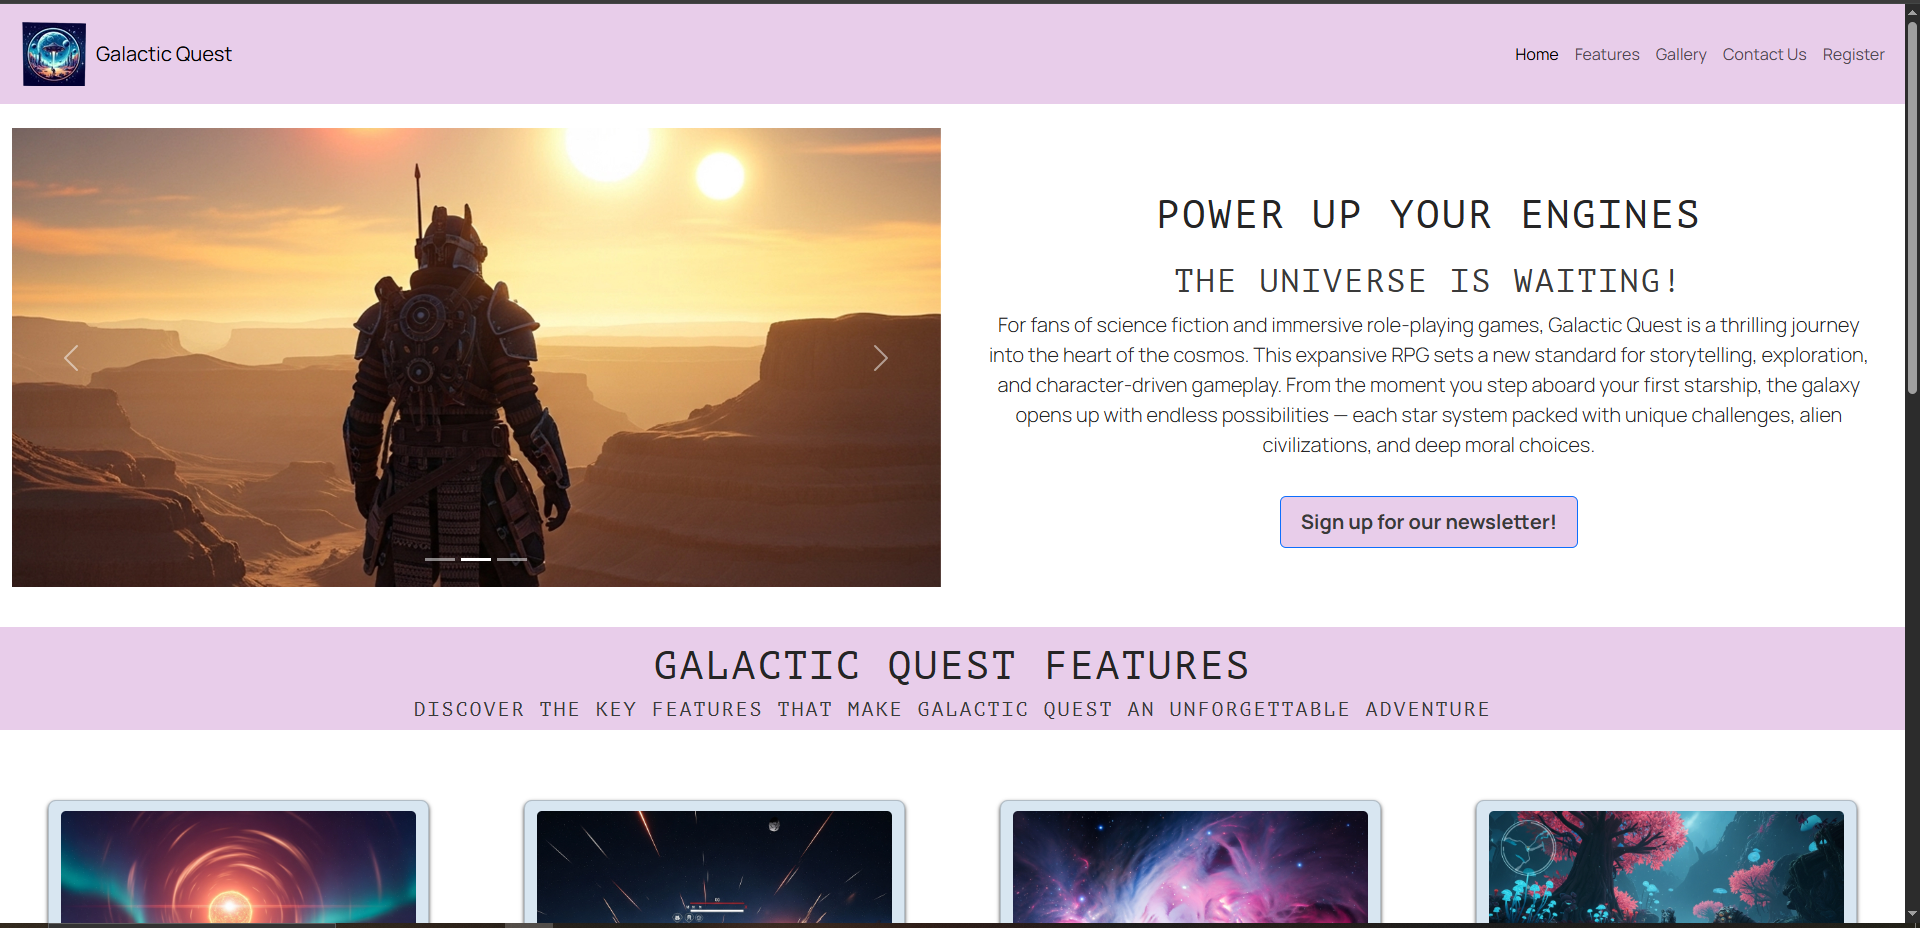 Galactic Quest
Home Features Gallery Contact Us Register
POWER UP YOUR ENGINES
THE UNIVERSE IS WAITING!
For fans of science fiction and immersive role-playing games, Galactic Quest is a thrilling journey
into the heart of the cosmos. This expansive RPG sets a new standard for storytelling, exploration,
and character-driven gameplay. From the moment you step aboard your first starship, the galaxy
opens up with endless possibilities — each star system packed with unique challenges, alien
civilizations, and deep moral choices.
Sign up for our newsletter!
GALACTIC QUEST FEATURES
DISCOVER THE KEY FEATURES THAT MAKE GALACTIC QUEST AN UNFORGETTABLE ADVENTURE